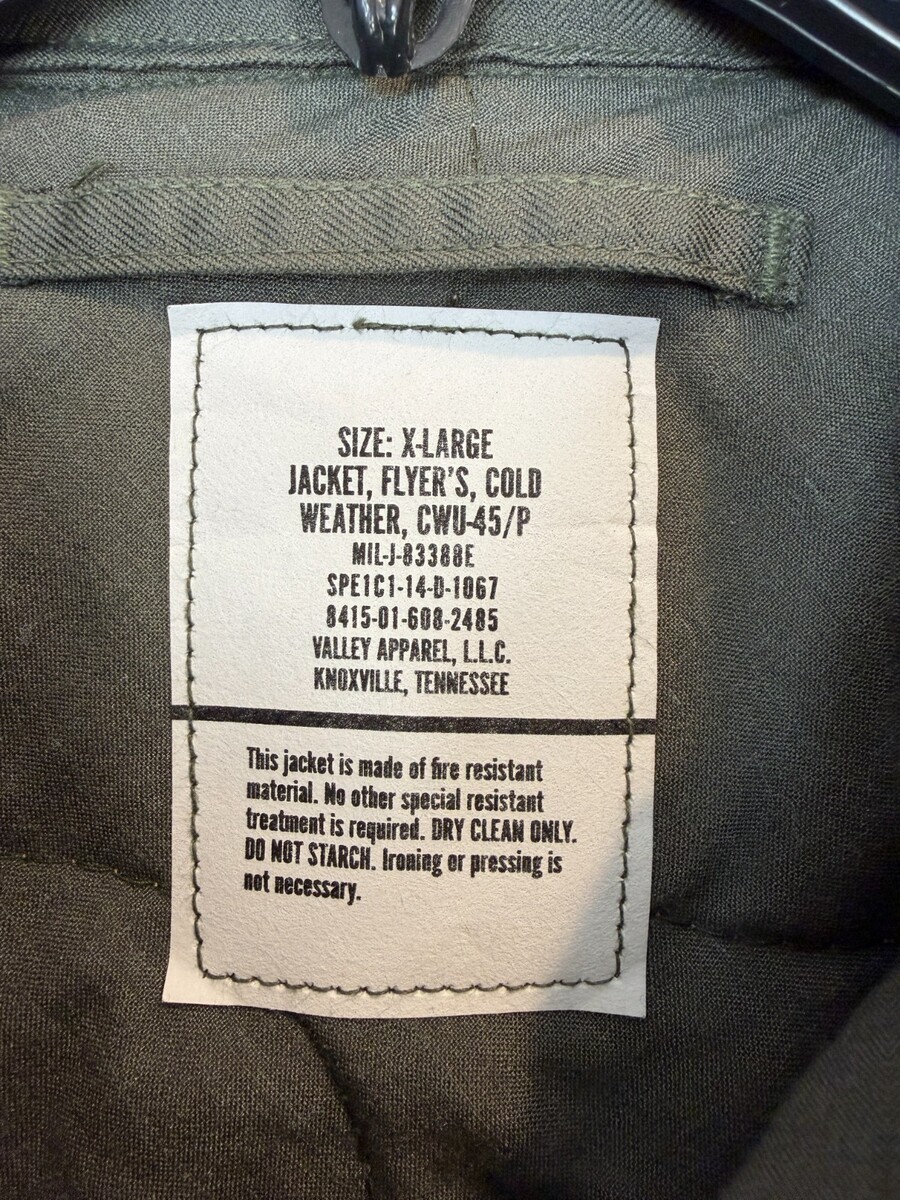 SIZE: X-LARGE
JACKET, FLYER'S, COLD
WEATHER, CWU-45/P
MIL-J-83388E
SPE1C1-14-D-1067
8415-01-608-2485
VALLEY APPAREL, L.L.C.
KNOXVILLE, TENNESSEE
This jacket is made of fire resistant
material. No other special resistant
treatment is required. DRY CLEAN ONLY.
DO NOT STARCH. Ironing or pressing is
not necessary.